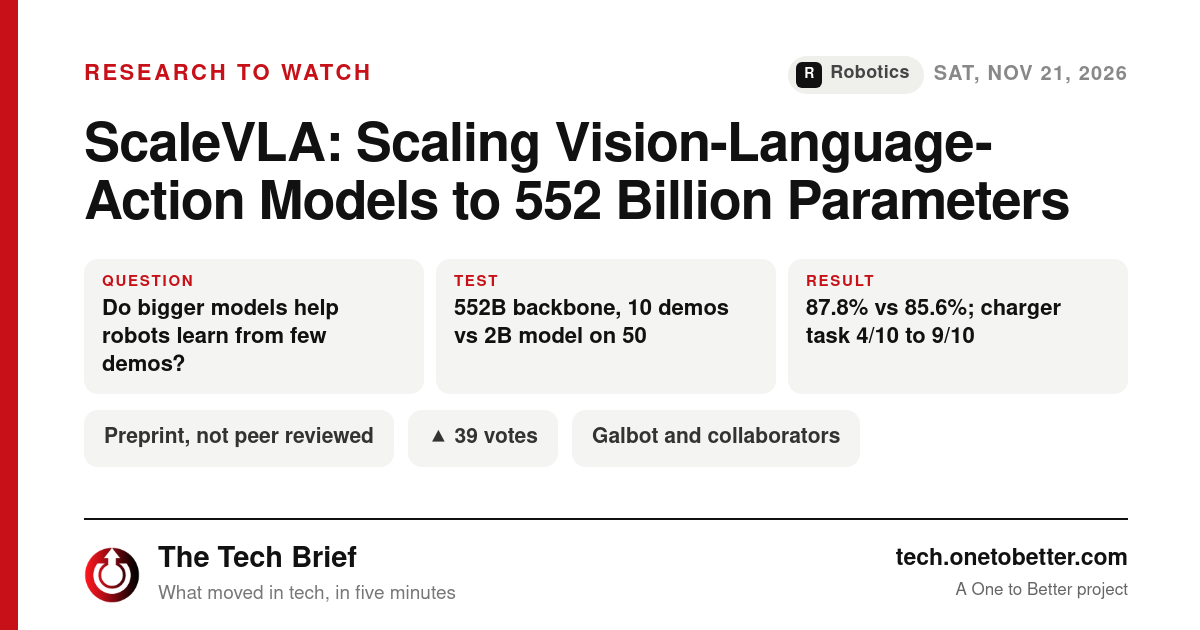 RESEARCH TO WATCH
R Robotics SAT, NOV 21, 2026
ScaleVLA: Scaling Vision-Language-
Action Models to 552 Billion Parameters
QUESTION
Do bigger models help
robots learn from few
demos?
TEST
552B backbone, 10 demos
vs 2B model on 50
RESULT
87.8% vs 85.6%; charger
task 4/10 to 9/10
Preprint, not peer reviewed
▲ 39 votes
Galbot and collaborators
The Tech Brief
What moved in tech, in five minutes
tech.onetobetter.com
A One to Better project